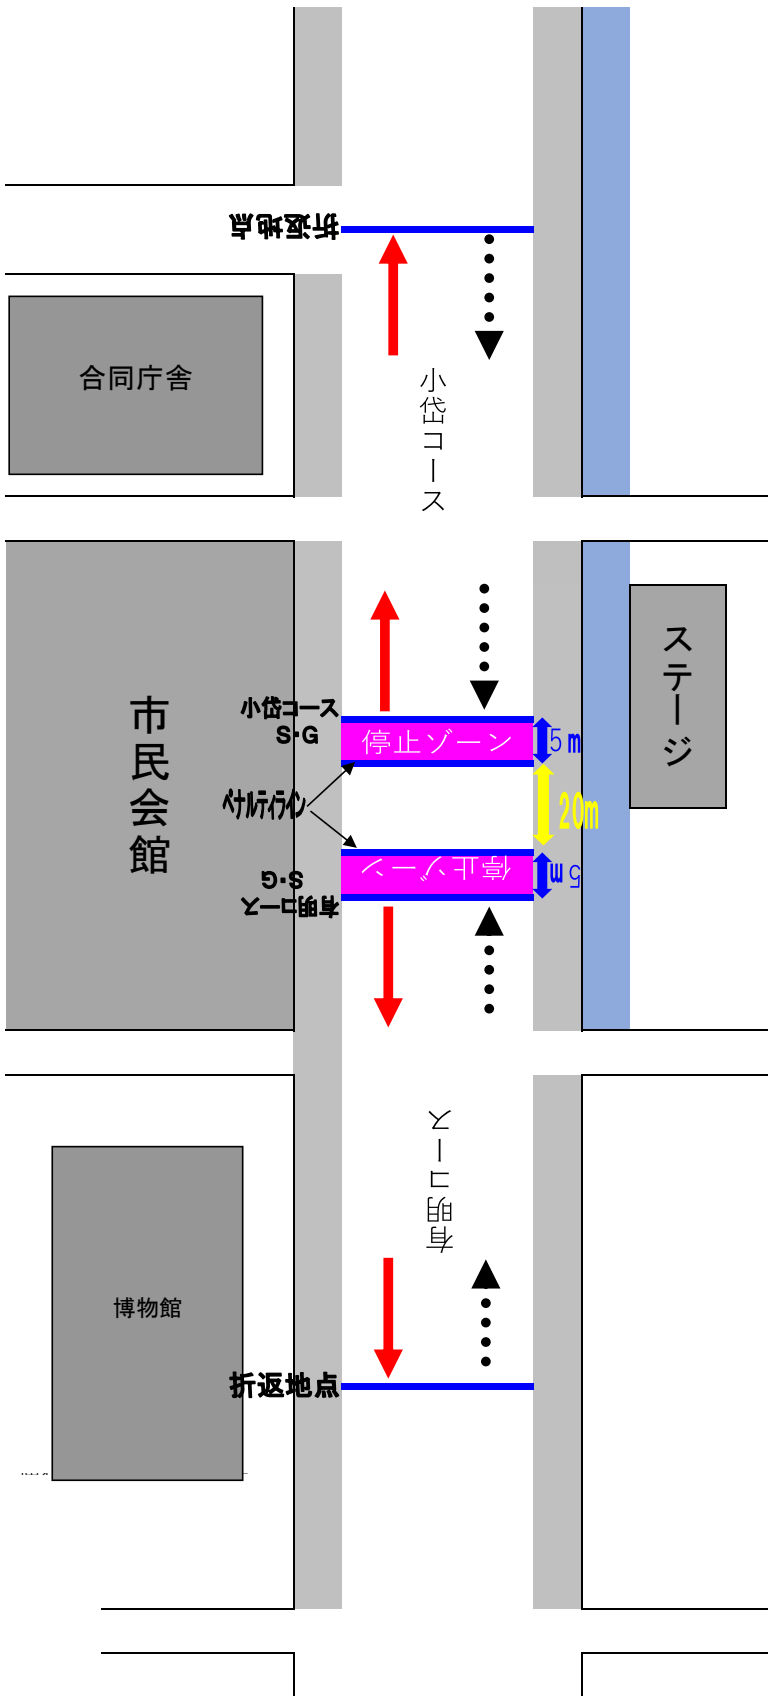 折返地点
合同庁舎
小岱コース
ステージ
市民会館
小岱コース
S・G
停止ゾーン
5m
ペナルティライン
20m
停止ゾーン
5m
S・G
有明コース
有明コース
博物館
折返地点